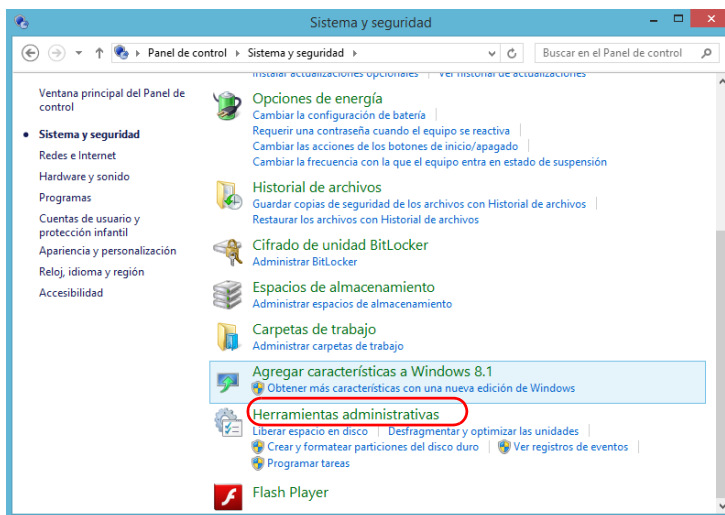 Sistema y seguridad
Panel de control
Sistema y seguridad
Buscar en el Panel de control
Ventana principal del Panel de
control
Sistema y seguridad
Redes e Internet
Hardware y sonido
Programas
Cuentas de usuario y
protección infantil
Apariencia y personalización
Reloj, idioma y región
Accesibilidad
Instalar actualizaciones opcionales Ver historial de actualizaciones
Opciones de energía
Cambiar la configuración de batería
Requerir una contraseña cuando el equipo se reactiva
Cambiar las acciones de los botones de inicio/apagado
Cambiar la frecuencia con la que el equipo entra en estado de suspensión
Historial de archivos
Guardar copias de seguridad de los archivos con Historial de archivos
Restaurar los archivos con Historial de archivos
Cifrado de unidad BitLocker
Administrar BitLocker
Espacios de almacenamiento
Administrar espacios de almacenamiento
Carpetas de trabajo
Administrar carpetas de trabajo
Agregar características a Windows 8.1
Obtener más características con una nueva edición de Windows
Herramientas administrativas
Liberar espacio en disco Desfragmentar y optimizar las unidades
Crear y formatear particiones del disco duro Ver registros de eventos
Programar tareas
Flash Player